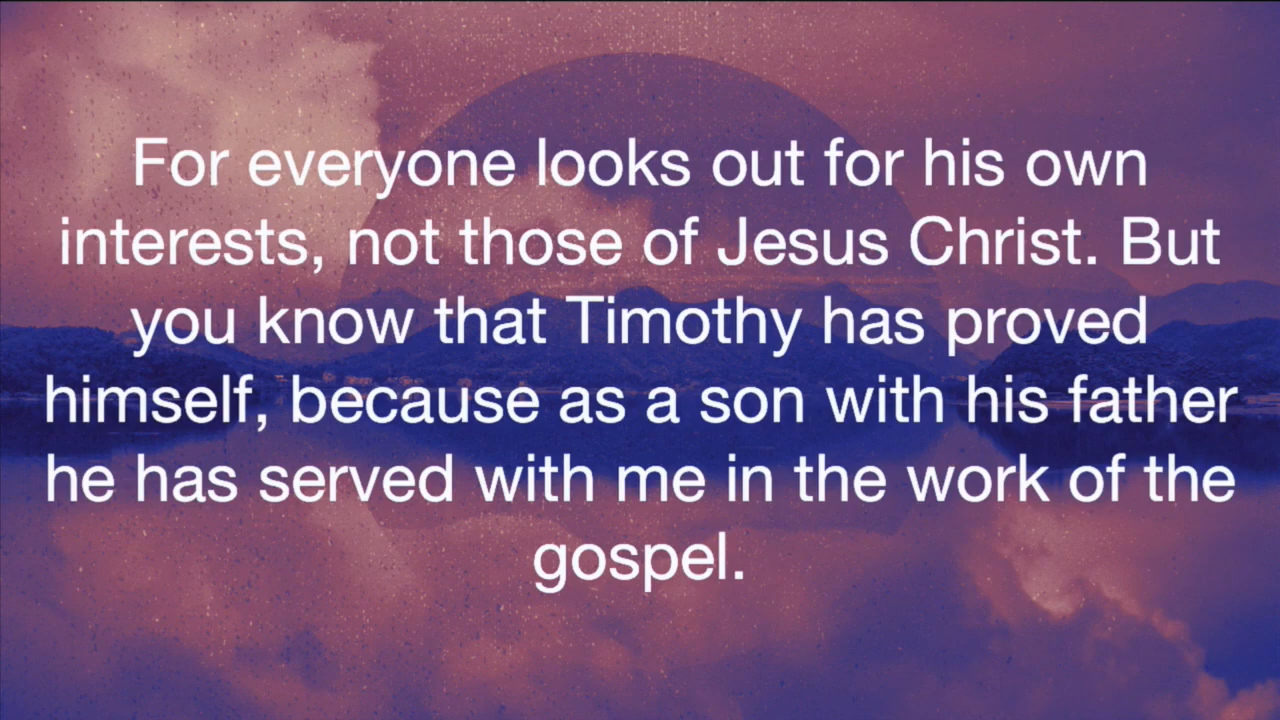 For everyone looks out for his own
interests, not those of Jesus Christ. But
you know that Timothy has proved
himself, because as a son with his father
he has served with me in the work of the
gospel.